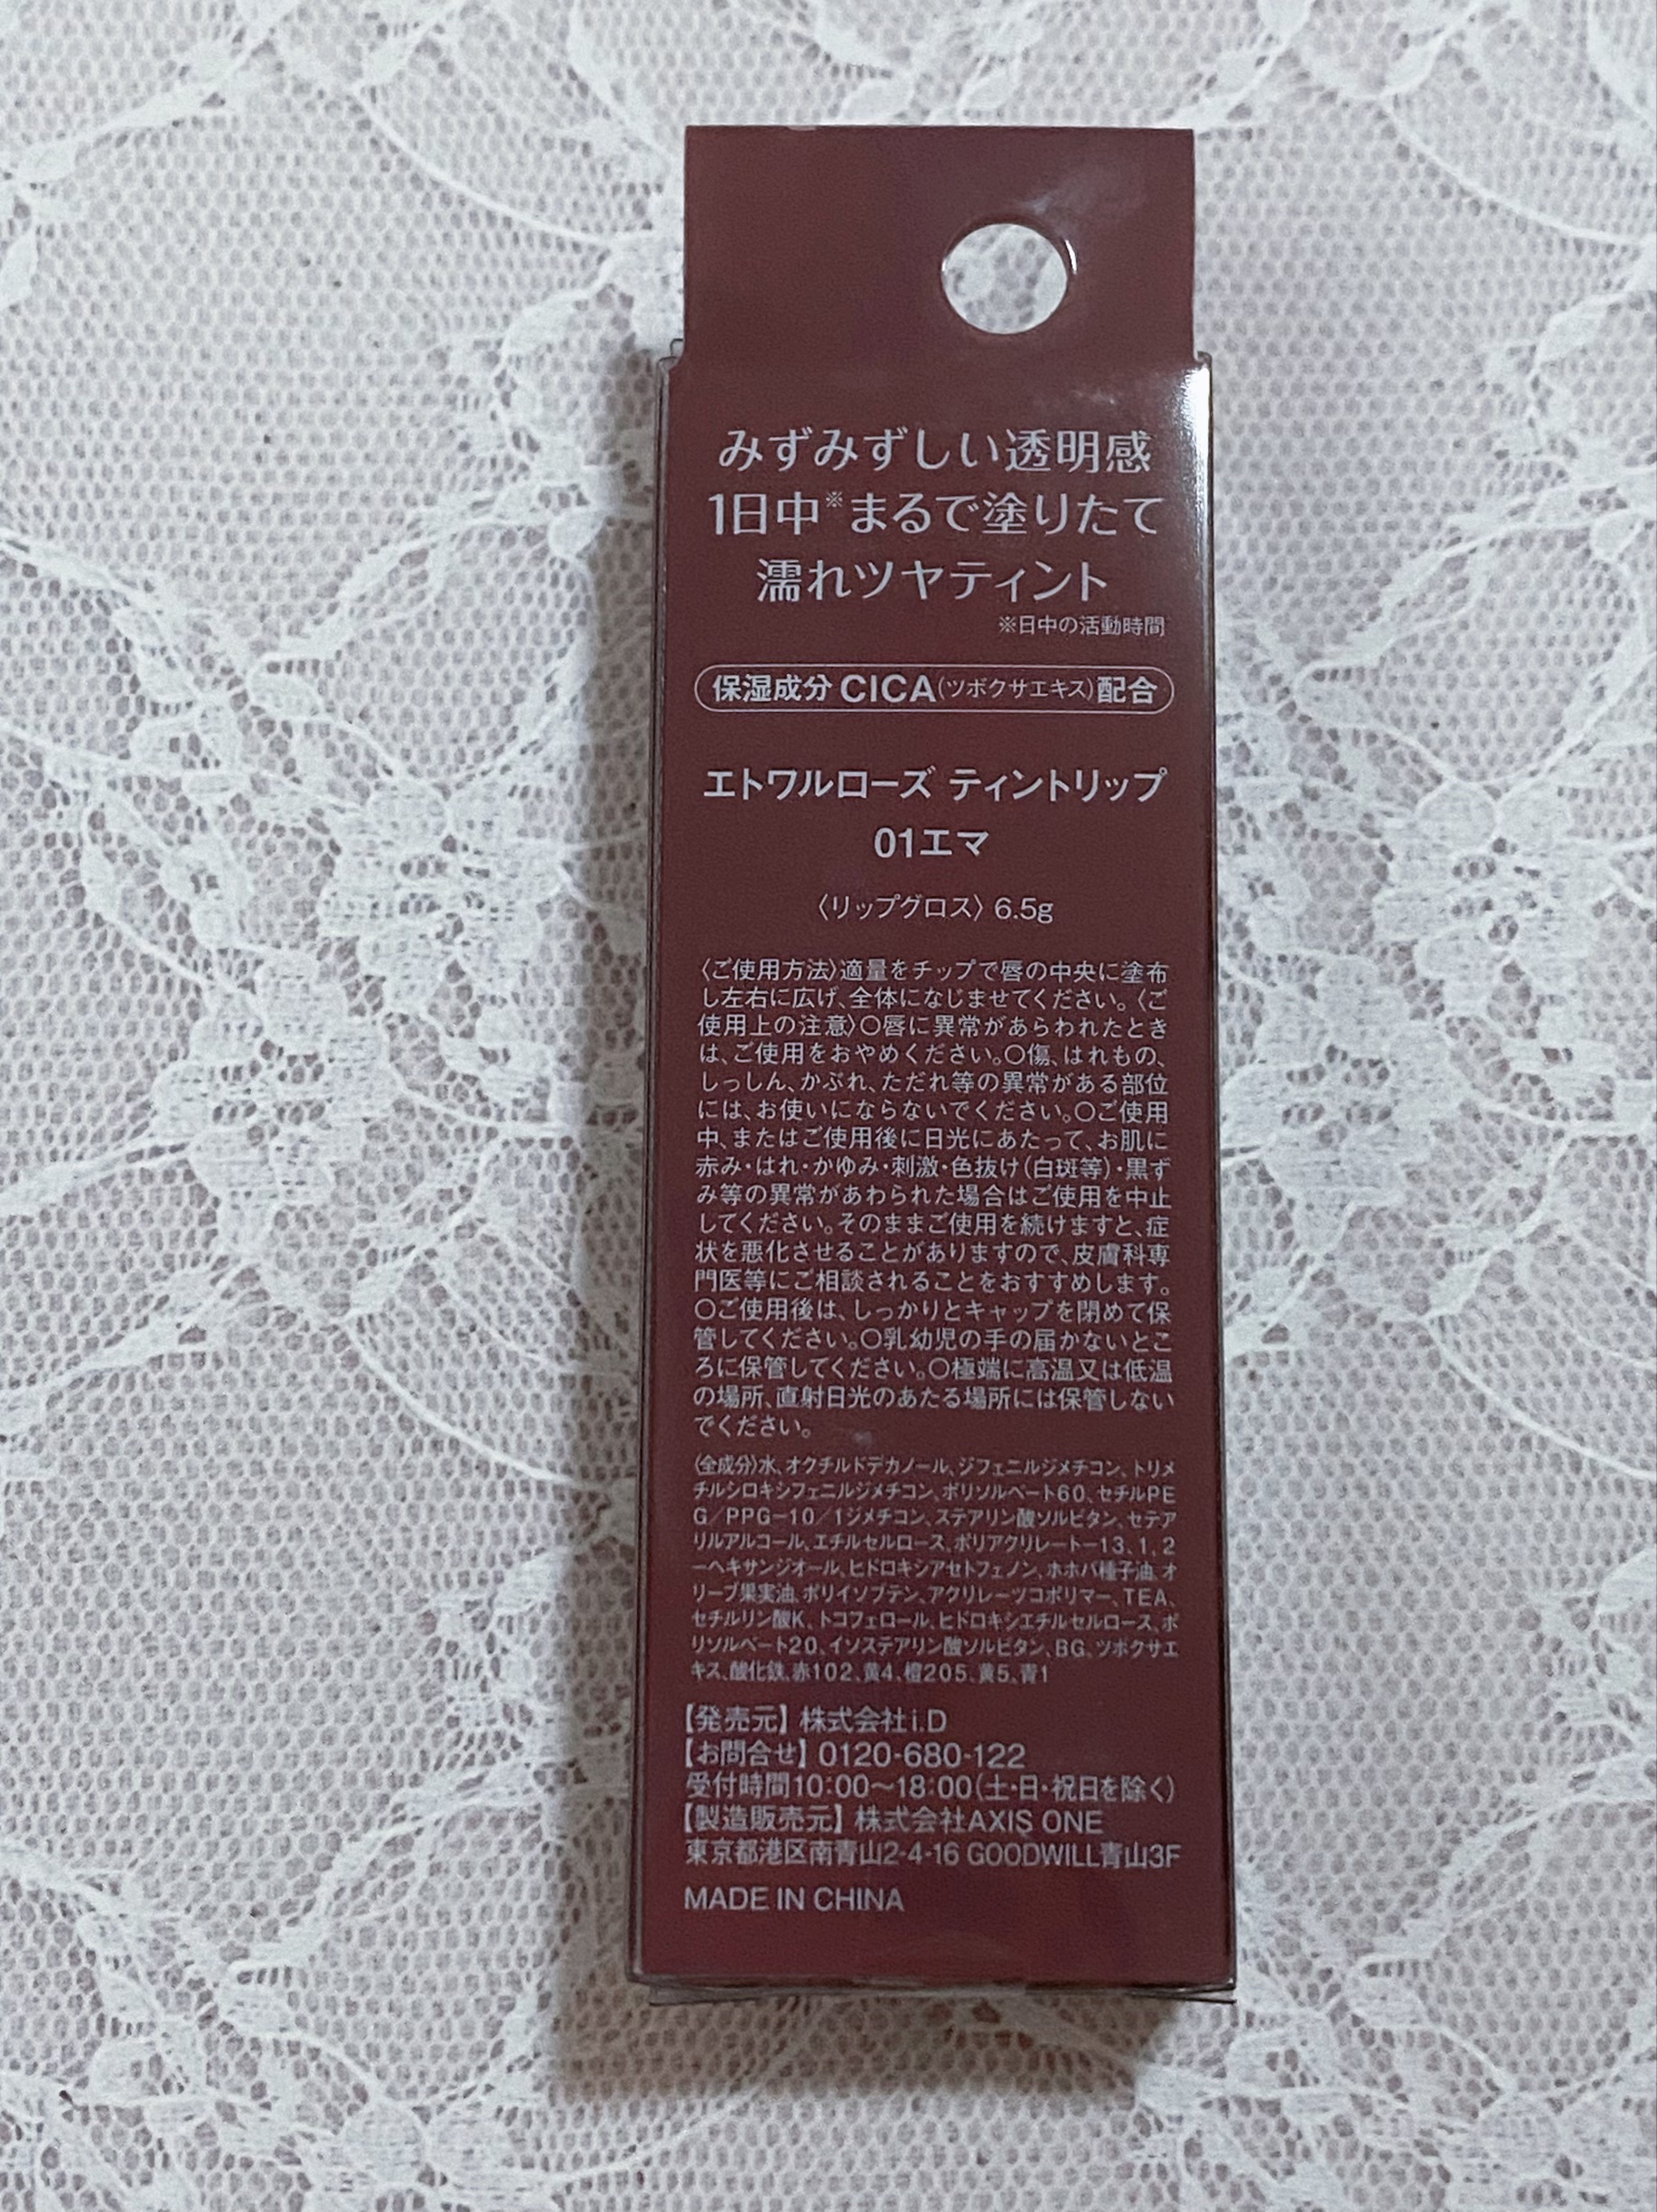 みずみずしい透明感
1日中※まるで塗りたて
濡れツヤティント
※日中の活動時間
保湿成分 CICA(ツボクサエキス)配合
エトワルローズ ティントリップ
01エマ
〈リップグロス〉6.5g
〈ご使用方法〉適量をチップで唇の中央に塗布
し左右に広げ、全体になじませてください。〈ご
使用上の注意〉○唇に異常があらわれたとき
は、ご使用をおやめください。○傷、はれもの、
しっしん、かぶれ、ただれ等の異常がある部位
には、お使いにならないでください。○ご使用
中、またはご使用後に日光にあたって、お肌に
赤み・はれ・かゆみ・刺激・色抜け(白斑等)・黒ず
み等の異常があわられた場合はご使用を中止
してください。そのままご使用を続けますと、症
状を悪化させることがありますので、皮膚科専
門医等にご相談されることをおすすめします。
○ご使用後は、しっかりとキャップを閉めて保
管してください。○乳幼児の手の届かないとこ
ろに保管してください。○極端に高温又は低温
の場所、直射日光のあたる場所には保管しない
でください。
〈全成分〉水、オクチルドデカノール、ジフェニルジメチコン、トリメ
チルシロキシフェニルジメチコン、ポリソルベート60、セチルPE
G/PPG-10/1ジメチコン、ステアリン酸ソルビタン、セテア
リルアルコール、エチルセルロース、ポリアクリレート-13、1,2
-ヘキサンジオール、ヒドロキシアセトフェノン、ホホバ種子油、オ
リーブ果実油、ポリイソブテン、アクリレーツコポリマー、TEA、
セチルリン酸K、トコフェロール、ヒドロキシエチルセルロース、ポ
リソルベート20、イソステアリン酸ソルビタン、BG、ツボクサエ
キス、酸化鉄、赤102、黄4、橙205、黄5、青1
【発売元】株式会社i.D
【お問合せ】0120-680-122
受付時間10:00〜18:00(土・日・祝日を除く)
【製造販売元】株式会社AXIS ONE
東京都港区南青山2-4-16 GOODWILL青山3F
MADE IN CHINA